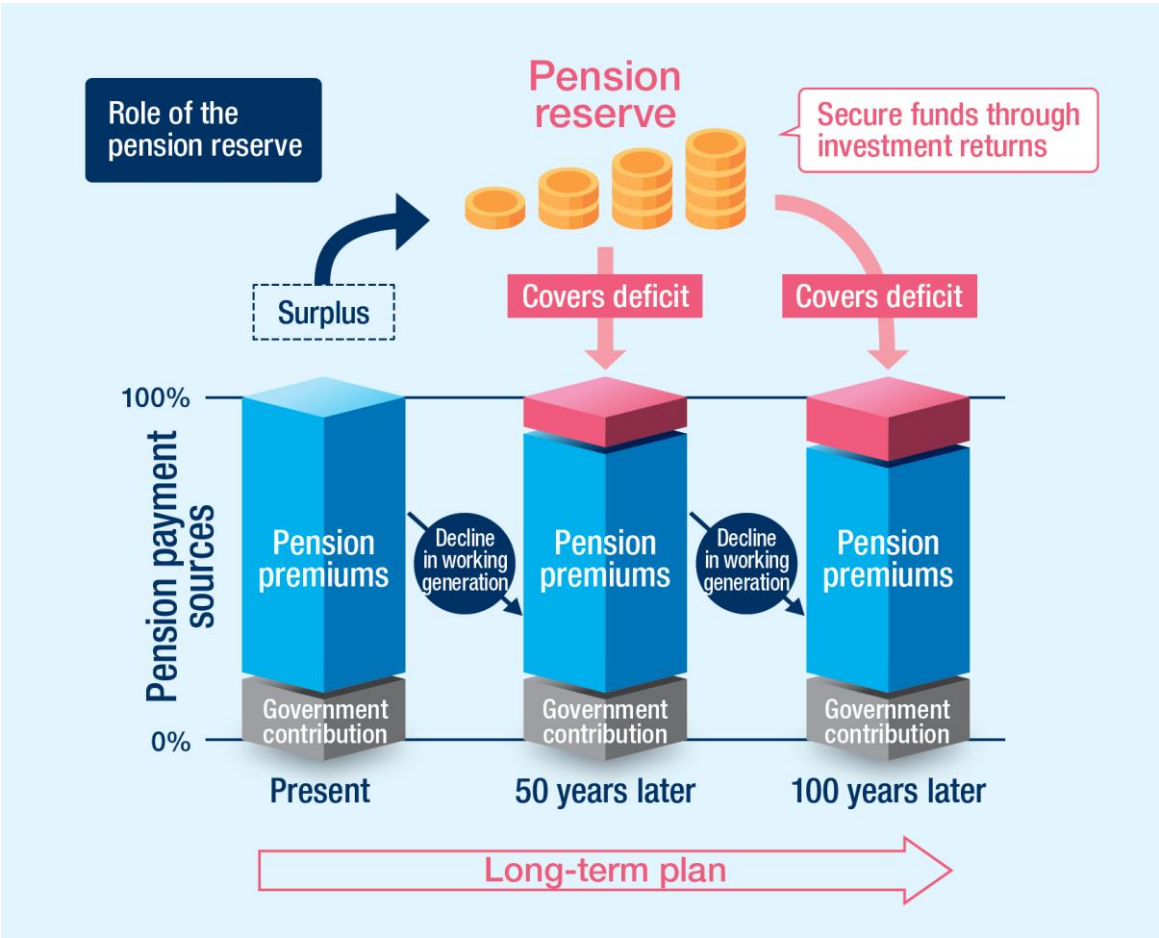 Role of the
pension reserve
Pension
reserve
Secure funds through
investment returns
Surplus
Covers deficit
Covers deficit
100%
0%
Pension payment
sources
Pension
premiums
Decline
in working
generation
Pension
premiums
Decline
in working
generation
Pension
premiums
Government
contribution
Government
contribution
Government
contribution
Present
50 years later
100 years later
Long-term plan